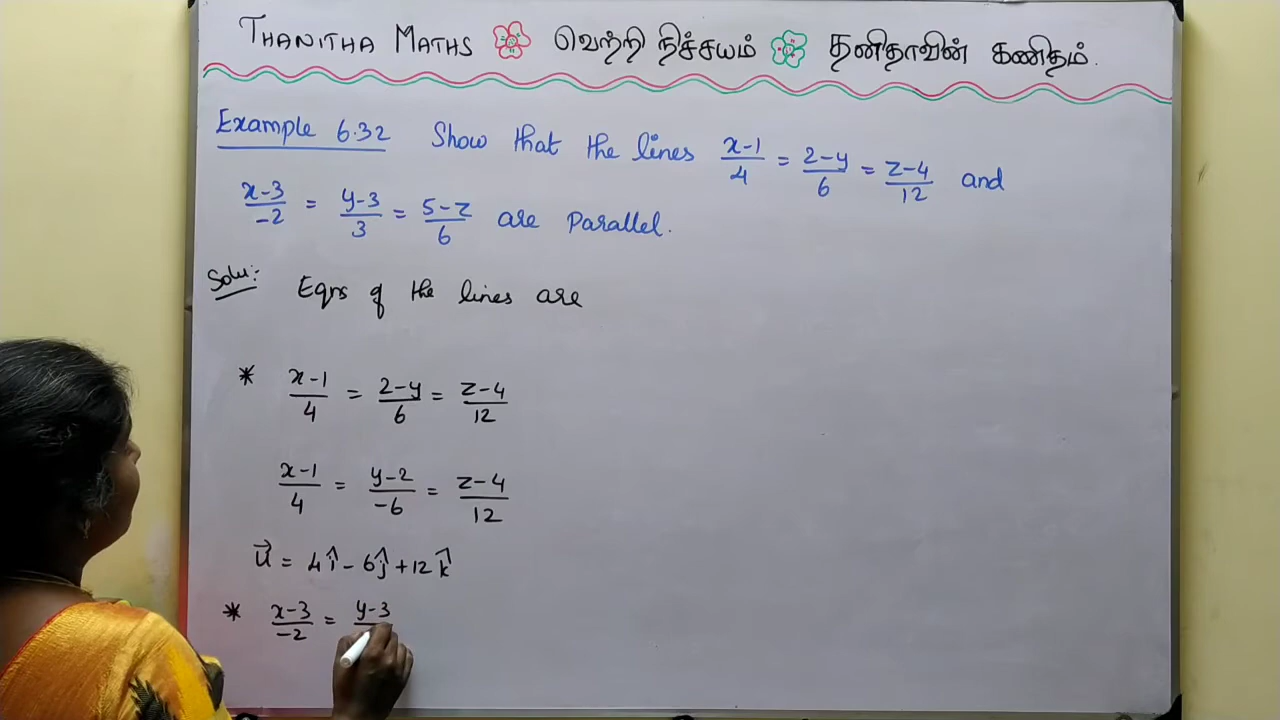 THANITHA MATHS வெற்றி நிச்சயம் தனிதாவின் கணிதம்.
Example 6.32 Show that the lines (x-1)/4 = (2-y)/6 = (z-4)/12 and
(x-3)/-2 = (y-3)/3 = (5-z)/6 are Parallel.
Solu:- Eqns of the lines are
* (x-1)/4 = (2-y)/6 = (z-4)/12
(x-1)/4 = (y-2)/-6 = (z-4)/12
u⃗ = 4î - 6ĵ + 12k̂
* (x-3)/-2 = y-3